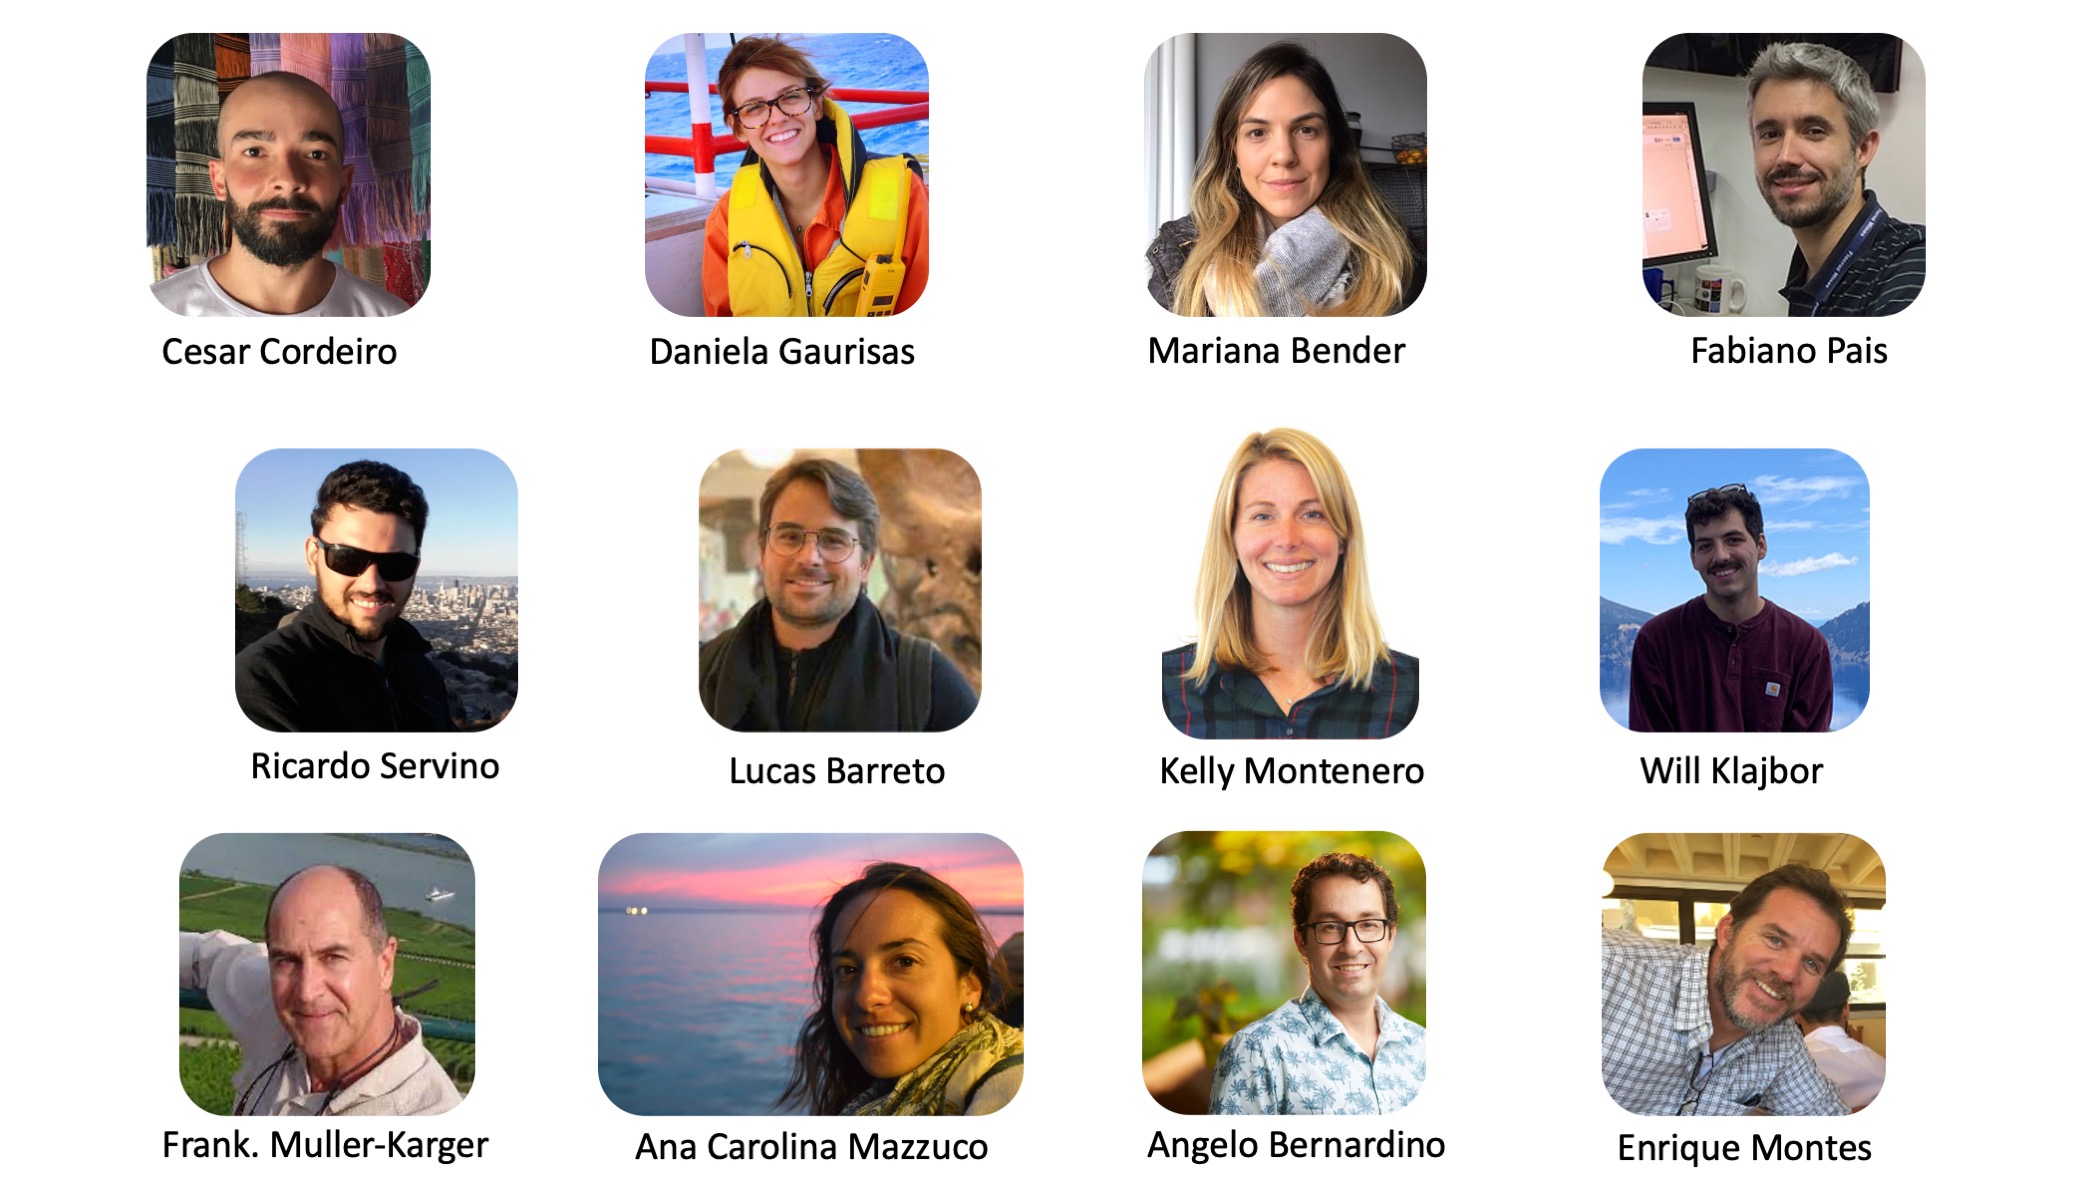 Cesar Cordeiro
Daniela Gaurisas
Mariana Bender
Fabiano Pais
Ricardo Servino
Lucas Barreto
Kelly Montenero
Will Klajbor
Frank. Muller-Karger
Ana Carolina Mazzuco
Angelo Bernardino
Enrique Montes